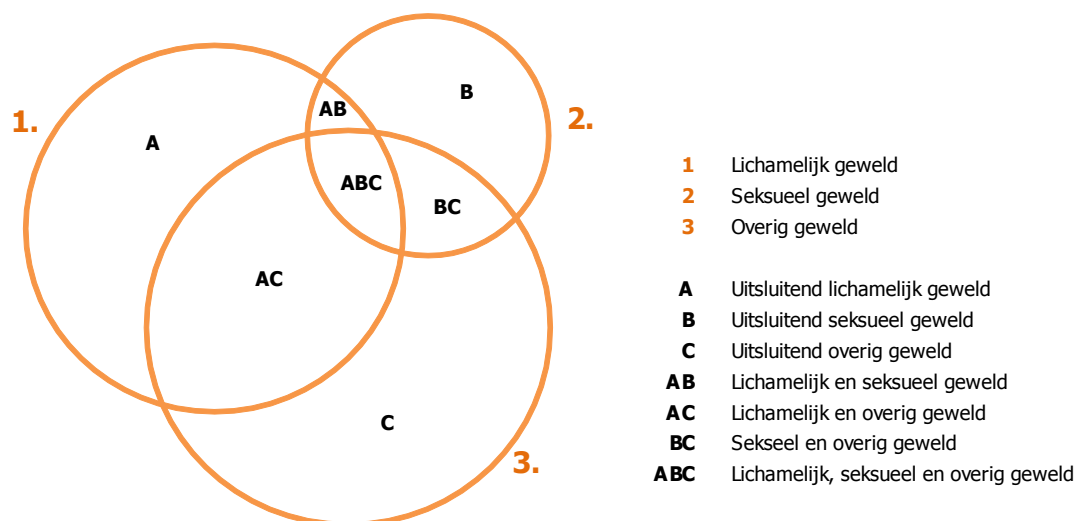 B
AB
1.
2.
A
ABC
BC
AC
C
3.
1 Lichamelijk geweld
2 Seksueel geweld
3 Overig geweld
A Uitsluitend lichamelijk geweld
B Uitsluitend seksueel geweld
C Uitsluitend overig geweld
AB Lichamelijk en seksueel geweld
AC Lichamelijk en overig geweld
BC Sekseel en overig geweld
ABC Lichamelijk, seksueel en overig geweld